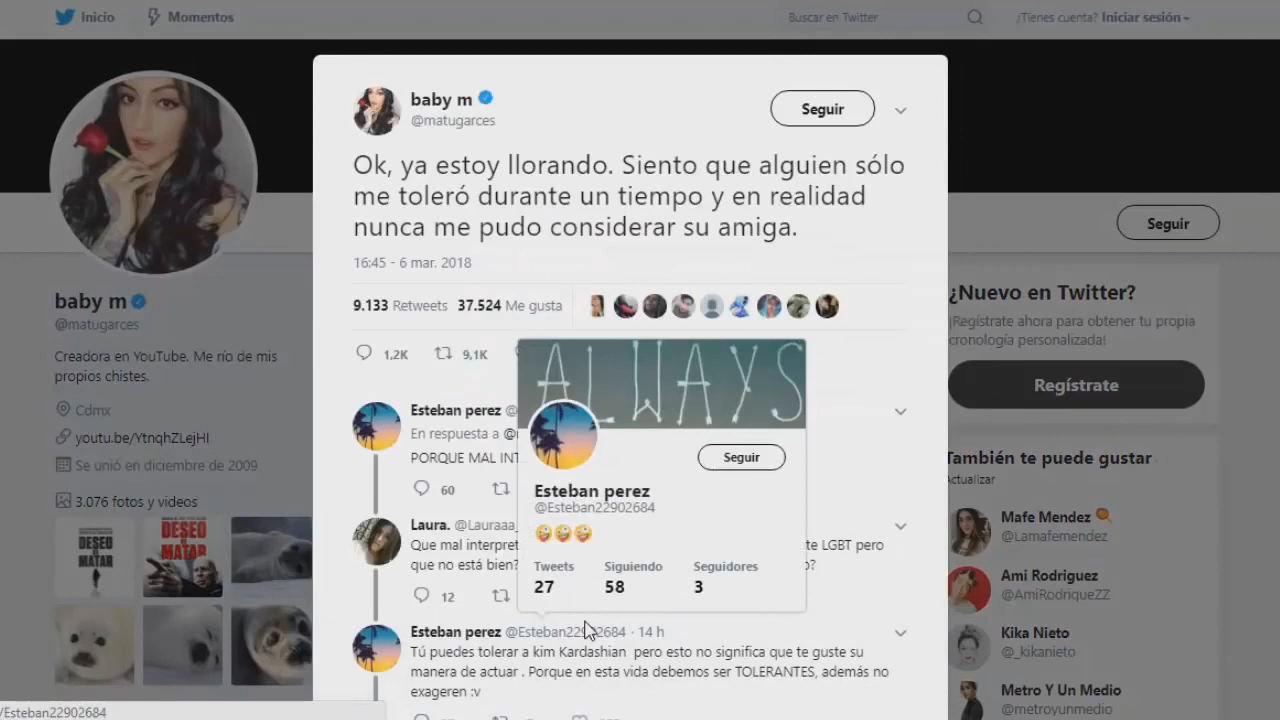 Inicio
Momentos
Buscar en Twitter
¿Tienes cuenta? Iniciar sesión
baby m
@matugarces
Seguir
Ok, ya estoy llorando. Siento que alguien sólo
me toleró durante un tiempo y en realidad
nunca me pudo considerar su amiga.
16:45 - 6 mar. 2018
9.133 Retweets 37.524 Me gusta
1,2K 9,1K
Esteban perez
En respuesta a
PORQUE MAL
60
Laura.
Que mal
te LGBT pero
que no está bien?
12
Esteban perez @Esteban22902684 · 14 h
Tú puedes tolerar a kim Kardashian pero esto no significa que te guste su
manera de actuar . Porque en esta vida debemos ser TOLERANTES, además no
exageren :v
ALWAYS
Seguir
Esteban perez
@Esteban22902684
Tweets Siguiendo Seguidores
27 58 3
baby m
@matugarces
Creadora en YouTube. Me río de mis
propios chistes.
Cdmx
youtu.be/YtnqhZLejHI
Se unió en diciembre de 2009
3.076 fotos y videos
DESEO
DE
MATAR
DESEO
DE
MATAR
Seguir
¿Nuevo en Twitter?
¡Regístrate ahora para obtener tu propia
cronología personalizada!
Regístrate
También te puede gustar
Actualizar
Mafe Mendez
@Lamafemendez
Ami Rodriguez
@AmiRodriqueZZ
Kika Nieto
@_kikanieto
Metro Y Un Medio
@metroyunmedio
/Esteban22902684